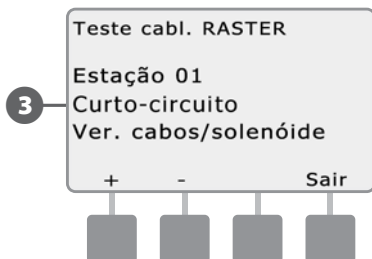 Teste cabl. RASTER
Estação 01
3
Curto-circuito
Ver. cabos/solenóide
+ - Sair